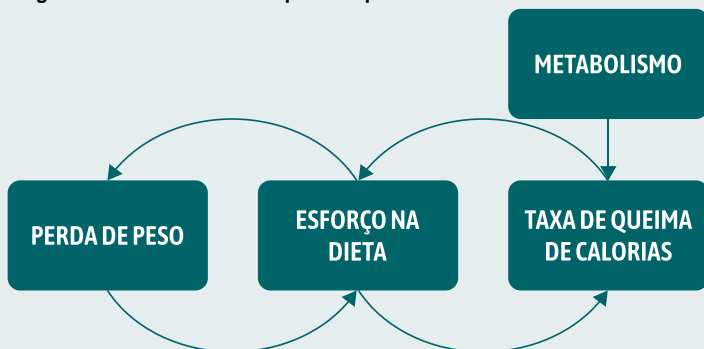 METABOLISMO
PERDA DE PESO
ESFORÇO NA
DIETA
TAXA DE QUEIMA
DE CALORIAS